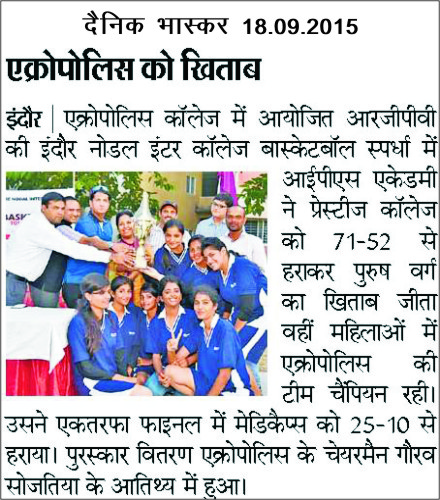 दैनिक भास्कर 18.09.2015
एक्रोपोलिस को खिताब
इंदौर | एक्रोपोलिस कॉलेज में आयोजित आरजीपीवी
की इंदौर नोडल इंटर कॉलेज बास्केटबॉल स्पर्धा में
आईपीएस एकेडमी
ने प्रेस्टीज कॉलेज
को 71-52 से
हराकर पुरुष वर्ग
का खिताब जीता
वहीं महिलाओं में
एक्रोपोलिस की
टीम चैंपियन रही।
उसने एकतरफा फाइनल में मेडिकैप्स को 25-10 से
हराया। पुरस्कार वितरण एक्रोपोलिस के चेयरमैन गौरव
सोजतिया के आतिथ्य में हुआ।